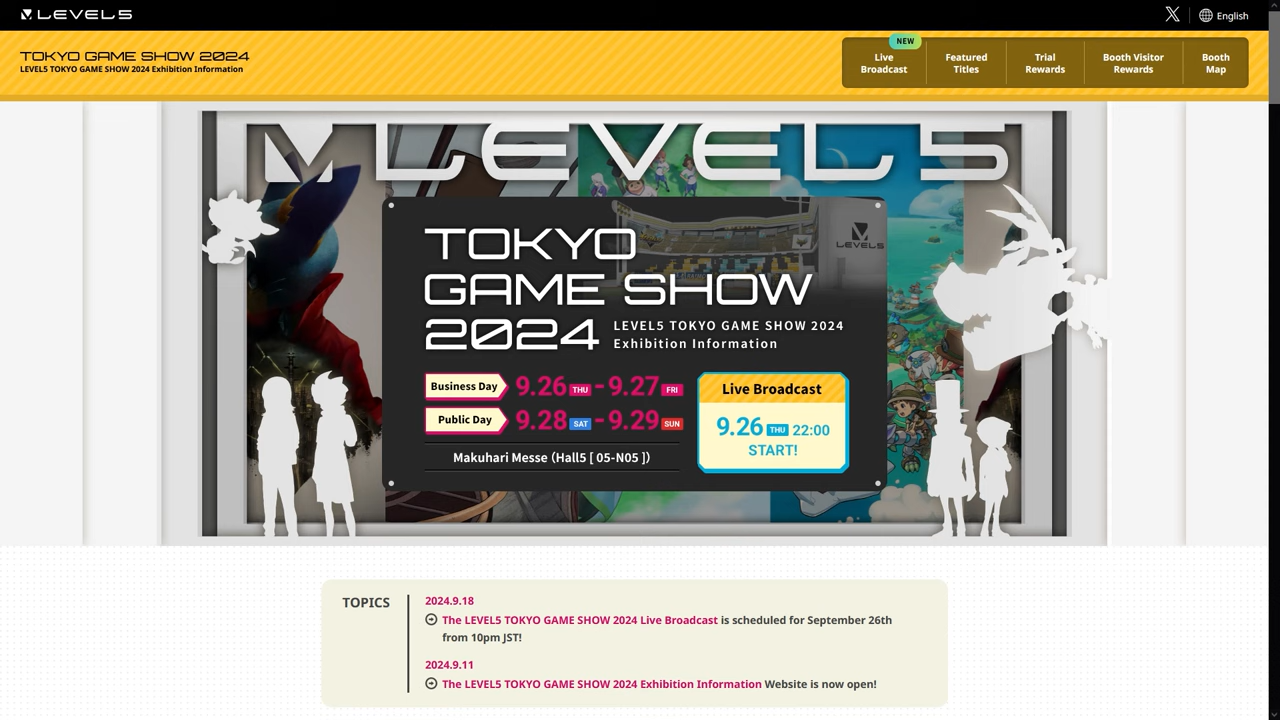 LEVEL5
English
TOKYO GAME SHOW 2024
LEVEL5 TOKYO GAME SHOW 2024 Exhibition Information
NEW
Live
Broadcast
Featured
Titles
Trial
Rewards
Booth Visitor
Rewards
Booth
Map
LEVEL5
LEVEL5
TOKYO
GAME SHOW
2024
LEVEL5 TOKYO GAME SHOW 2024
Exhibition Information
Business Day 9.26 THU - 9.27 FRI
Public Day 9.28 SAT - 9.29 SUN
Makuhari Messe (Hall5 [ 05-N05 ])
Live Broadcast
9.26 THU 22:00
START!
TOPICS
2024.9.18
The LEVEL5 TOKYO GAME SHOW 2024 Live Broadcast is scheduled for September 26th
from 10pm JST!
2024.9.11
The LEVEL5 TOKYO GAME SHOW 2024 Exhibition Information Website is now open!